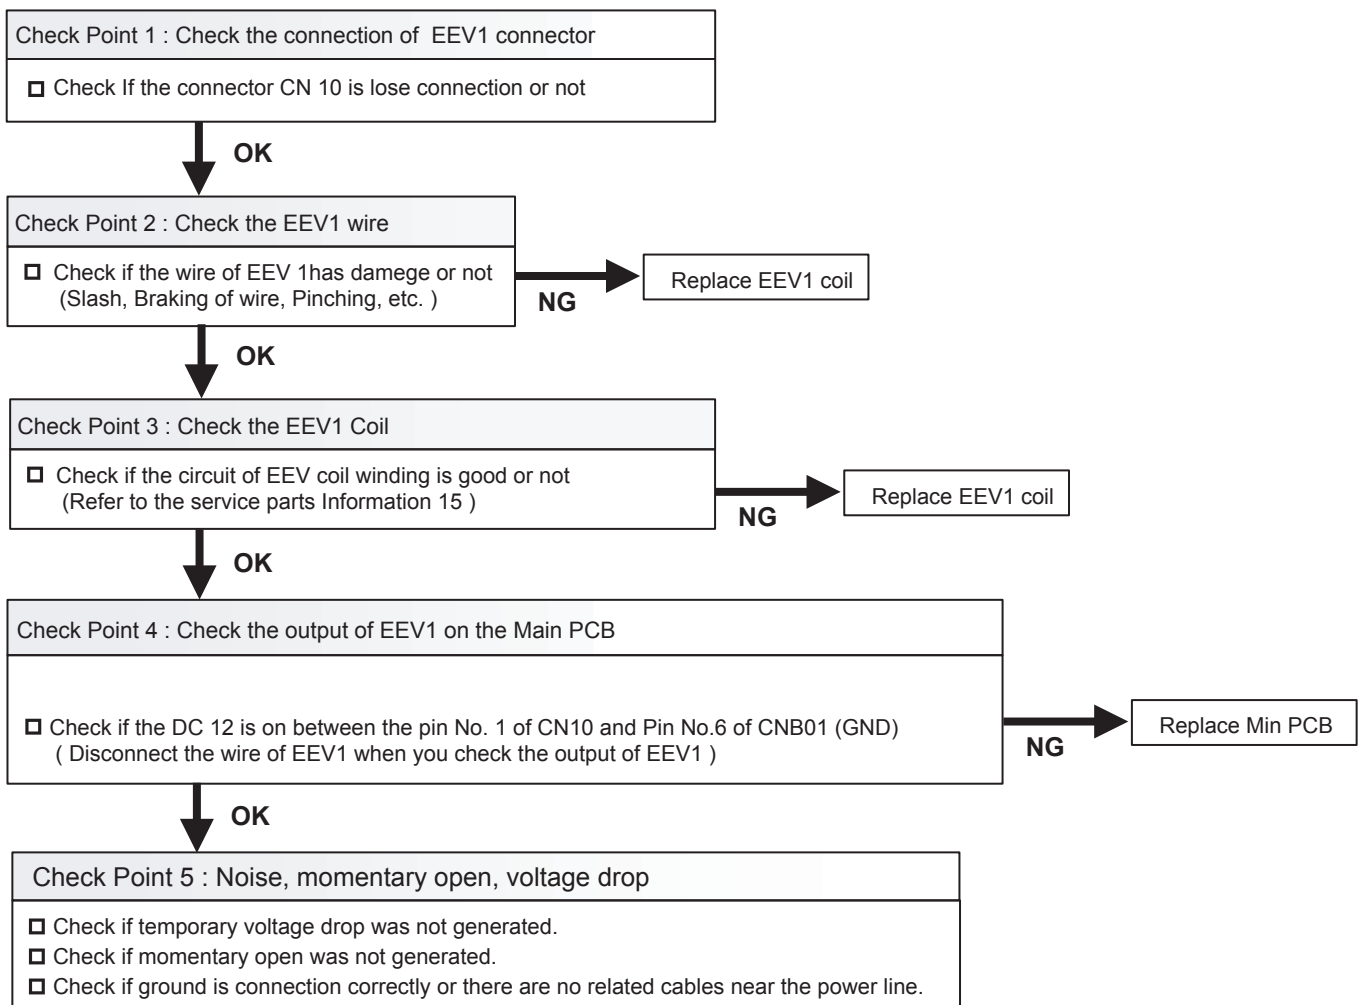 Check Point 1 : Check the connection of EEV1 connector
Check If the connector CN 10 is lose connection or not
OK
Check Point 2 : Check the EEV1 wire
Check if the wire of EEV 1has damege or not
(Slash, Braking of wire, Pinching, etc. )
NG
Replace EEV1 coil
OK
Check Point 3 : Check the EEV1 Coil
Check if the circuit of EEV coil winding is good or not
(Refer to the service parts Information 15 )
NG
Replace EEV1 coil
OK
Check Point 4 : Check the output of EEV1 on the Main PCB
Check if the DC 12 is on between the pin No. 1 of CN10 and Pin No.6 of CNB01 (GND)
( Disconnect the wire of EEV1 when you check the output of EEV1 )
NG
Replace Min PCB
OK
Check Point 5 : Noise, momentary open, voltage drop
Check if temporary voltage drop was not generated.
Check if momentary open was not generated.
Check if ground is connection correctly or there are no related cables near the power line.